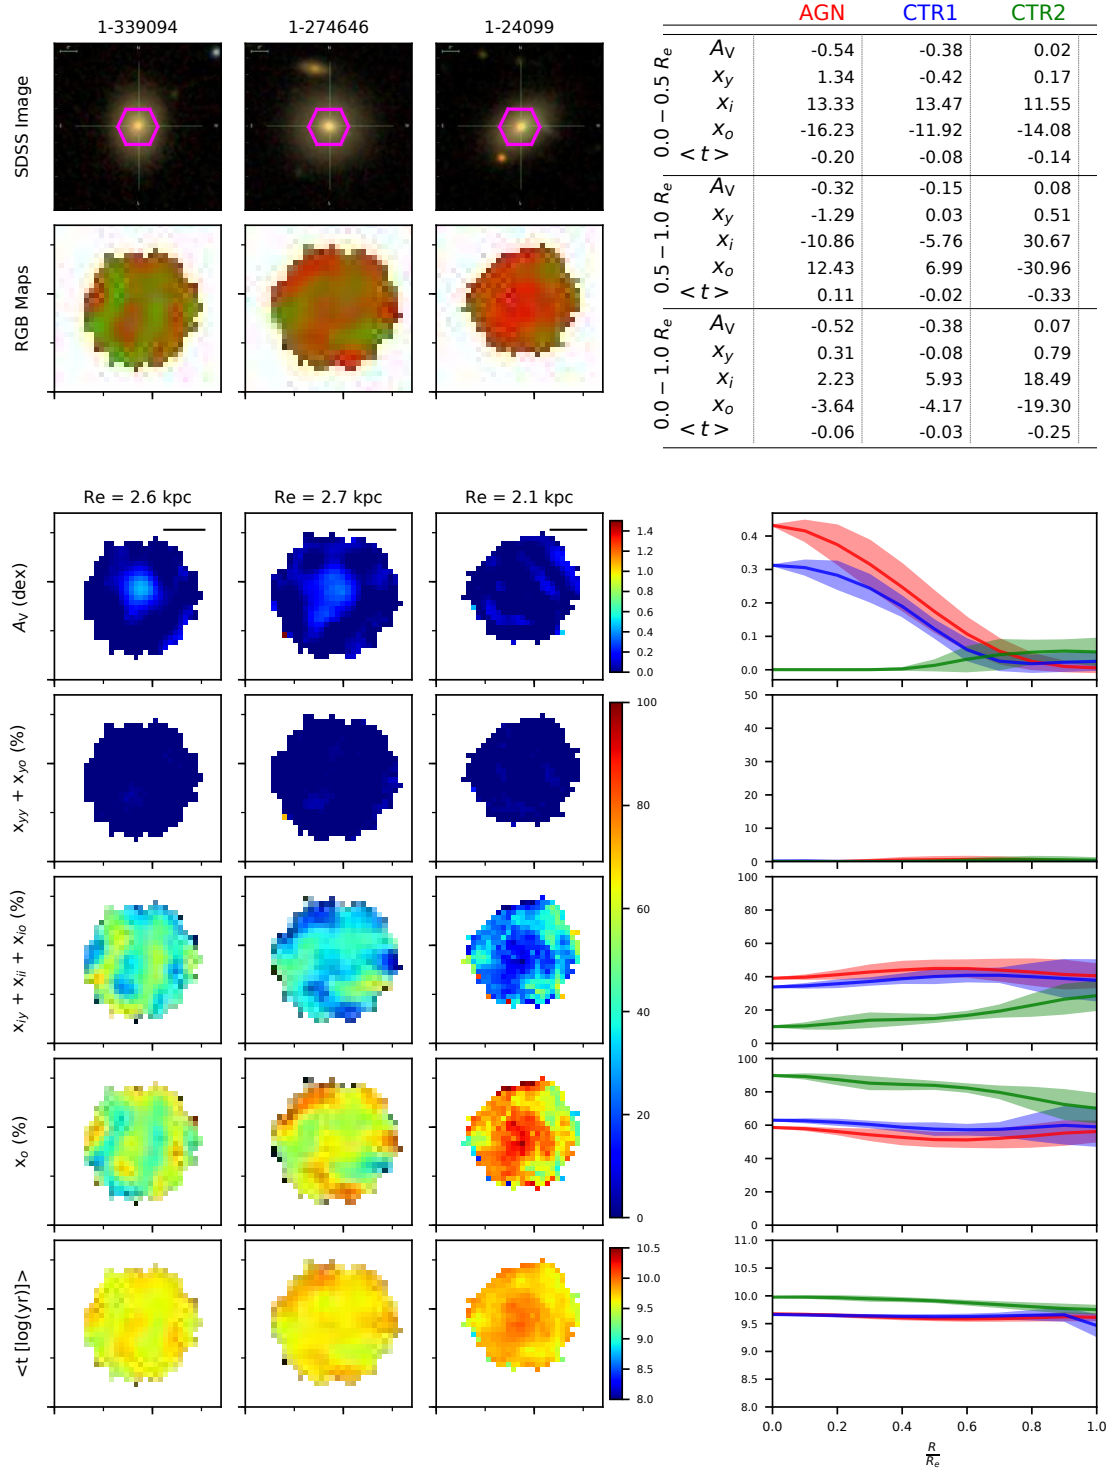 1-339094 1-274646 1-24099
SDSS Image
RGB Maps
AGN CTR1 CTR2
0.0 − 0.5 Re
AV -0.54 -0.38 0.02
xy 1.34 -0.42 0.17
xi 13.33 13.47 11.55
xo -16.23 -11.92 -14.08
<t> -0.20 -0.08 -0.14
0.5 − 1.0 Re
AV -0.32 -0.15 0.08
xy -1.29 0.03 0.51
xi -10.86 -5.76 30.67
xo 12.43 6.99 -30.96
<t> 0.11 -0.02 -0.33
0.0 − 1.0 Re
AV -0.52 -0.38 0.07
xy 0.31 -0.08 0.79
xi 2.23 5.93 18.49
xo -3.64 -4.17 -19.30
<t> -0.06 -0.03 -0.25
Re = 2.6 kpc Re = 2.7 kpc Re = 2.1 kpc
AV (dex)
1.4
1.2
1.0
0.8
0.6
0.4
0.2
0.0
0.4
0.3
0.2
0.1
0.0
xyy + xyo (%)
100
80
60
40
20
0
50
40
30
20
10
0
xiy + xii + xio (%)
100
80
60
40
20
0
xo (%)
100
80
60
40
20
0
<t [log(yr)]>
10.5
10.0
9.5
9.0
8.5
8.0
11.0
10.5
10.0
9.5
9.0
8.5
8.0
0.0 0.2 0.4 0.6 0.8 1.0
R
Re